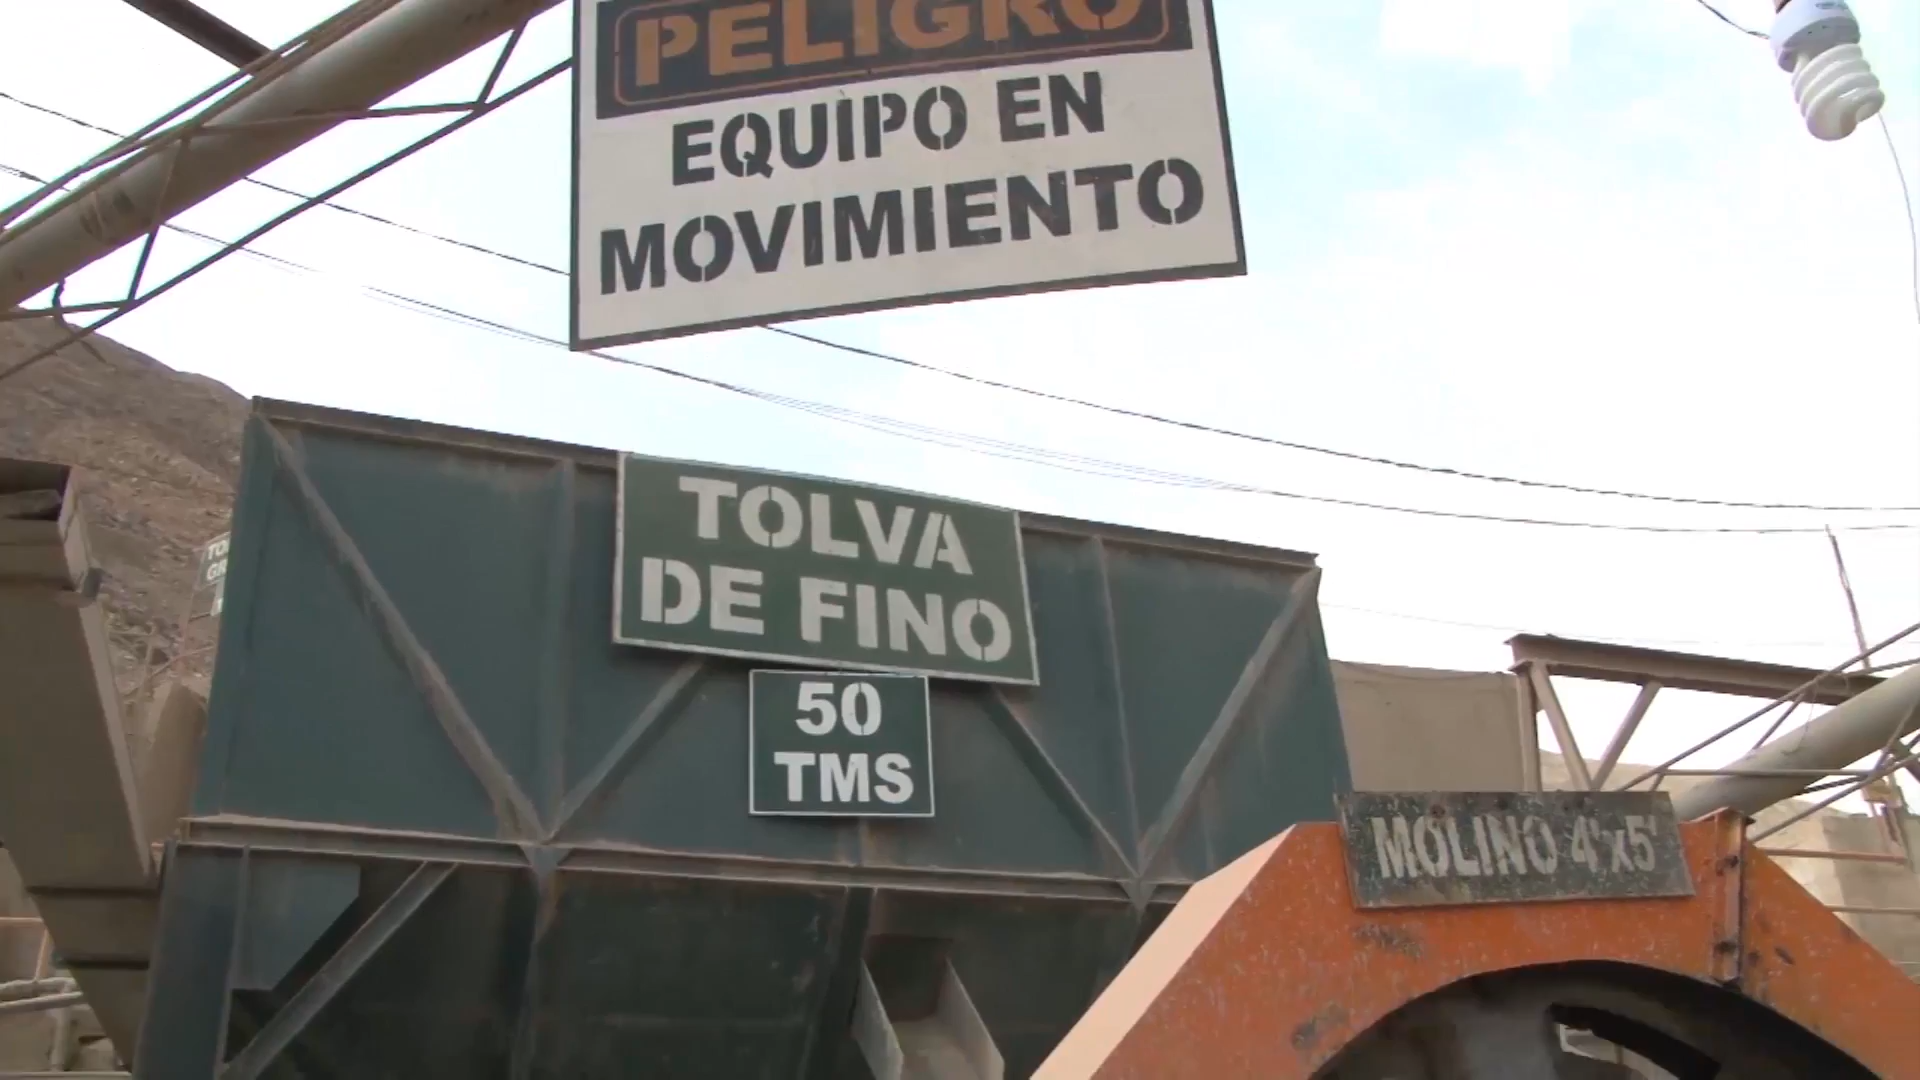 PELIGRO
EQUIPO EN
MOVIMIENTO
TOLVA
DE FINO
50
TMS
MOLINO 4'x5'